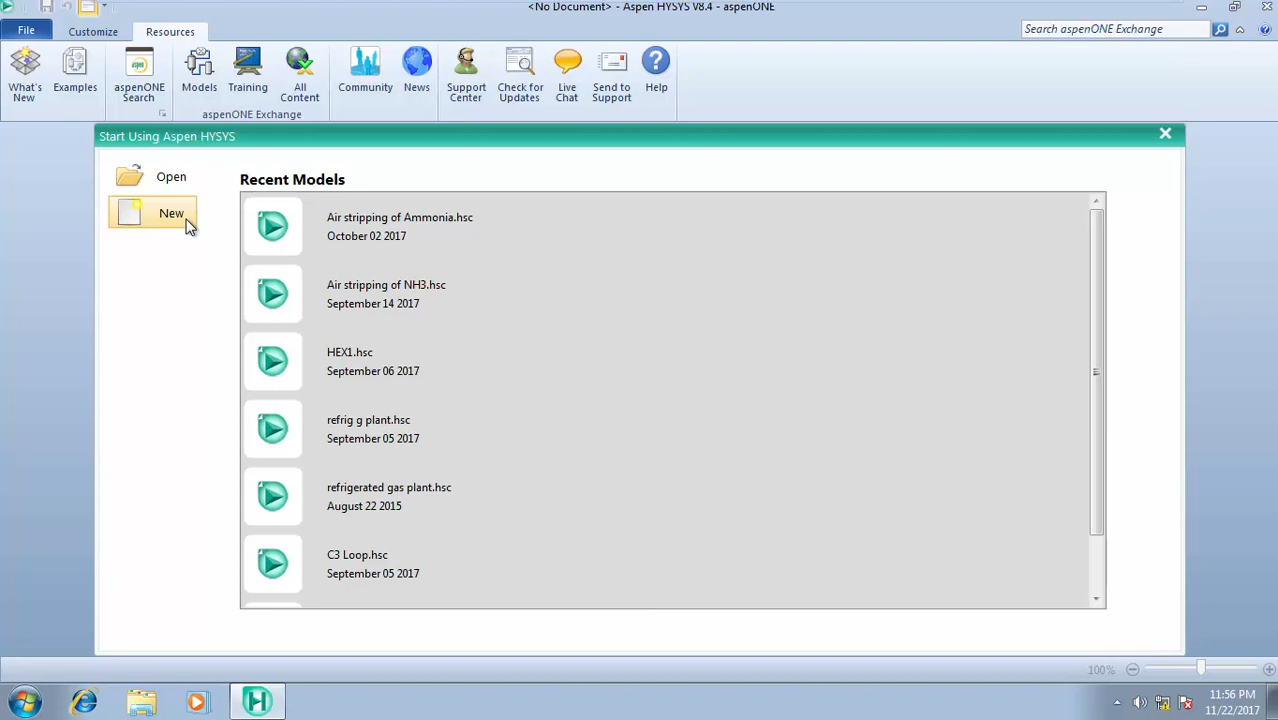 <No Document> - Aspen HYSYS V8.4 - aspenONE
File
Customize
Resources
Search aspenONE Exchange
What's New
Examples
aspenONE Search
Models
Training
All Content
Community
News
Support Center
Check for Updates
Live Chat
Send to Support
Help
aspenONE Exchange
Start Using Aspen HYSYS
Open
New
Recent Models
Air stripping of Ammonia.hsc
October 02 2017
Air stripping of NH3.hsc
September 14 2017
HEX1.hsc
September 06 2017
refrig g plant.hsc
September 05 2017
refrigerated gas plant.hsc
August 22 2015
C3 Loop.hsc
September 05 2017
100%
11:56 PM
11/22/2017